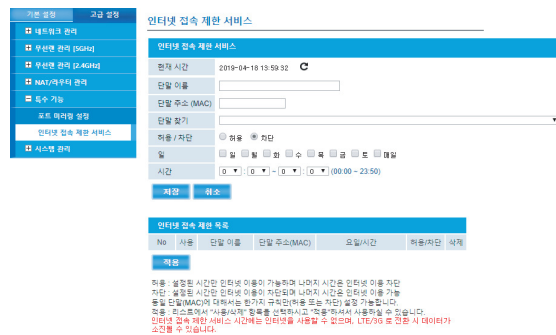 기본 설정 고급 설정
네트워크 관리
무선랜 관리 [5GHz]
무선랜 관리 [2.4GHz]
NAT/라우터 관리
특수 기능
포트 미러링 설정
인터넷 접속 제한 서비스
시스템 관리
인터넷 접속 제한 서비스
인터넷 접속 제한 서비스
현재 시간 2019-04-18 13:59:32
단말 이름
단말 주소 (MAC)
단말 찾기
허용 / 차단 허용 차단
일 일 월 화 수 목 금 토 매일
시간 0 : 0 ~ 0 : 0 (00:00 ~ 23:50)
저장 취소
인터넷 접속 제한 목록
No 사용 단말 이름 단말 주소(MAC) 요일/시간 허용/차단 삭제
적용
허용 : 설정된 시간만 인터넷 이용이 가능하며 나머지 시간은 인터넷 이용 차단
차단 : 설정된 시간만 인터넷 이용이 차단되며 나머지 시간은 인터넷 이용 가능
동일 단말(MAC)에 대해서는 한가지 규칙만(허용 또는 차단) 설정 가능합니다.
적용 : 리스트에서 "사용/삭제" 항목을 선택하시고 "적용"하셔서 사용하실 수 있습니다.
인터넷 접속 제한 서비스 시간에는 인터넷을 사용할 수 없으며, LTE/3G 로 전환 시 데이터가
소진될 수 있습니다.